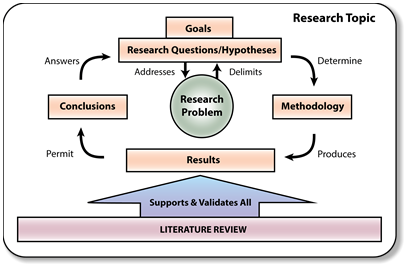 Research Topic
Goals
Research Questions/Hypotheses
Answers
Addresses
Delimits
Determine
Conclusions
Research
Problem
Methodology
Permit
Results
Produces
Supports & Validates All
LITERATURE REVIEW